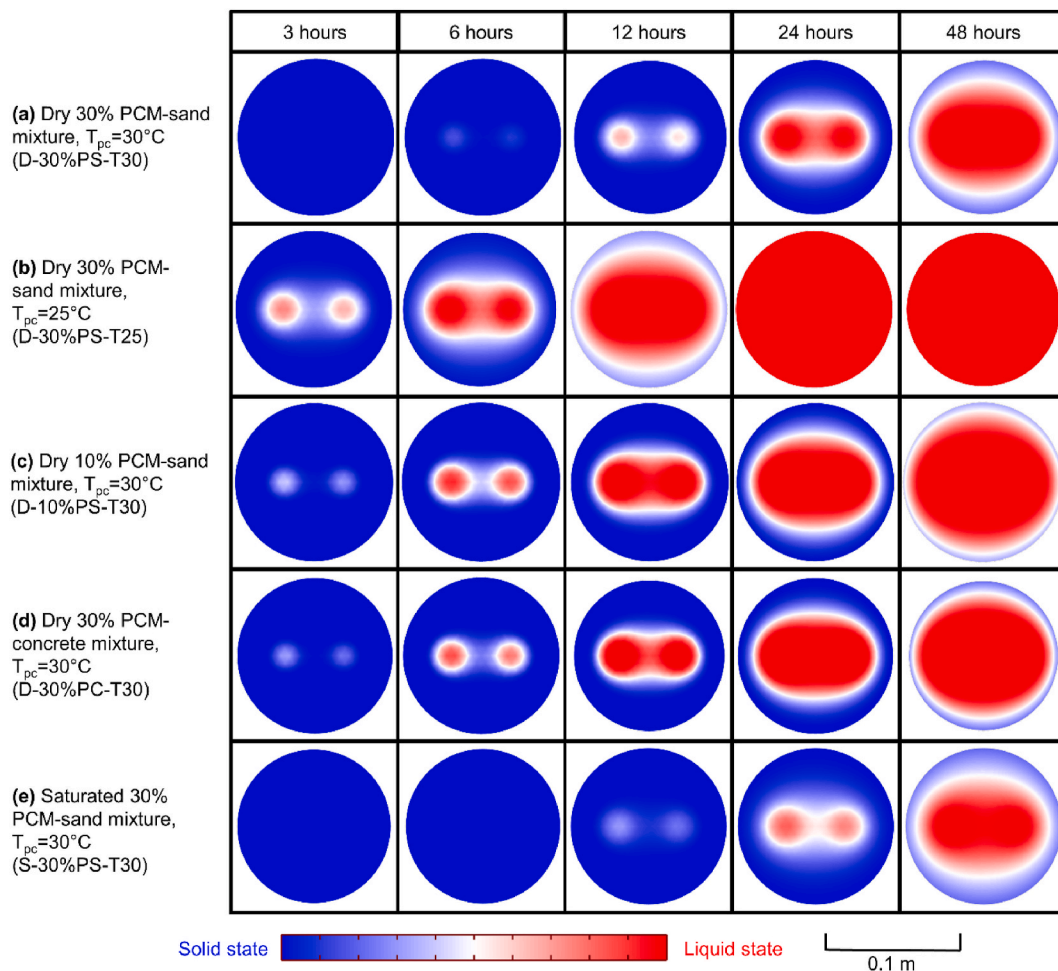 3 hours 6 hours 12 hours 24 hours 48 hours
(a) Dry 30% PCM-sand
mixture, Tpc=30°C
(D-30%PS-T30)
(b) Dry 30% PCM-
sand mixture,
Tpc=25°C
(D-30%PS-T25)
(c) Dry 10% PCM-sand
mixture, Tpc=30°C
(D-10%PS-T30)
(d) Dry 30% PCM-
concrete mixture,
Tpc=30°C
(D-30%PC-T30)
(e) Saturated 30%
PCM-sand mixture,
Tpc=30°C
(S-30%PS-T30)
Solid state Liquid state
0.1 m